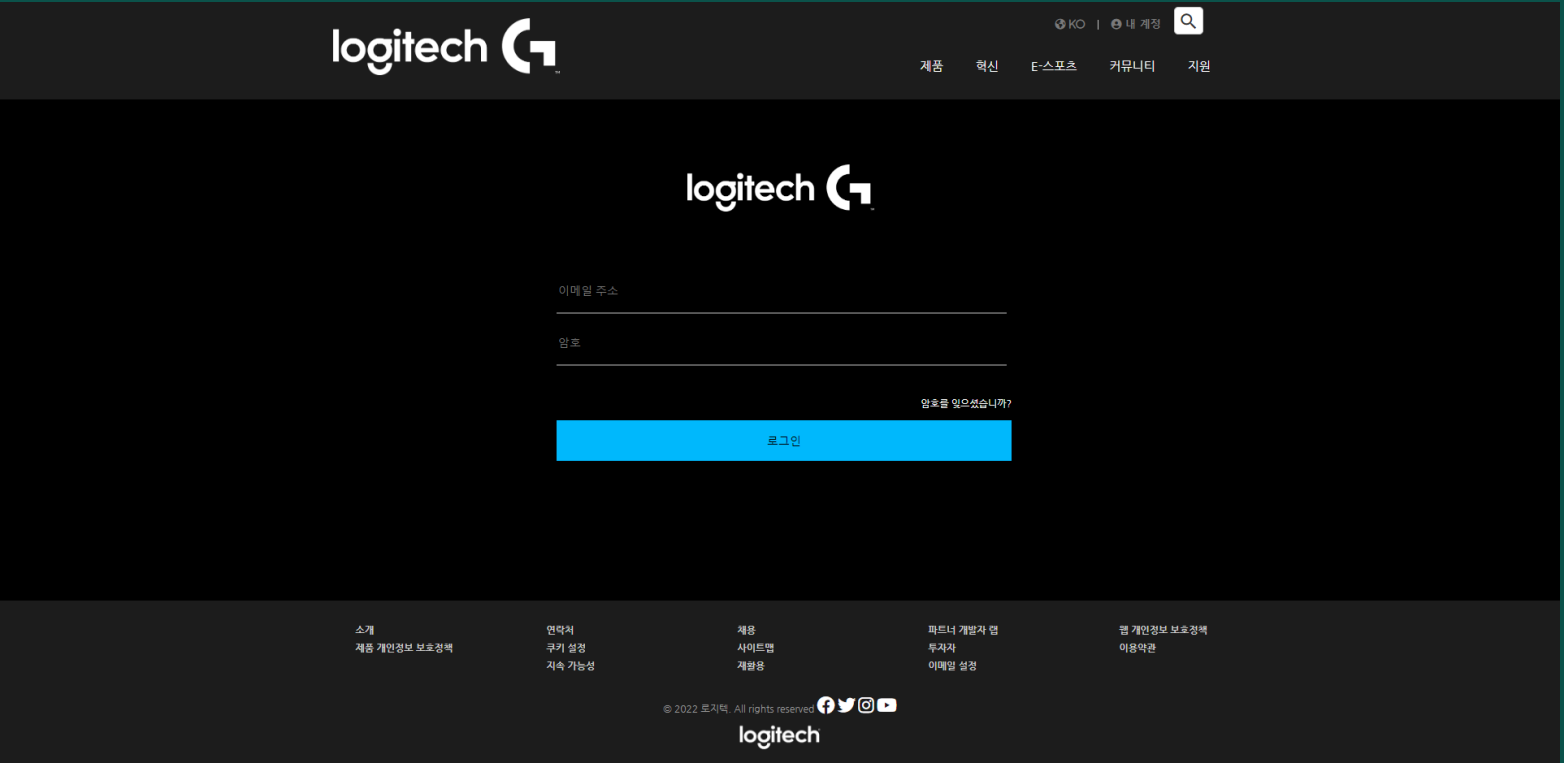 logitech G
KO | 내 계정
제품 혁신 E-스포츠 커뮤니티 지원
logitech G
이메일 주소
암호
암호를 잊으셨습니까?
로그인
소개 연락처 채용 파트너 개발자 랩 웹 개인정보 보호정책
제품 개인정보 보호정책 쿠키 설정 사이트맵 투자자 이용약관
지속 가능성 재활용 이메일 설정
© 2022 로지텍. All rights reserved
logitech